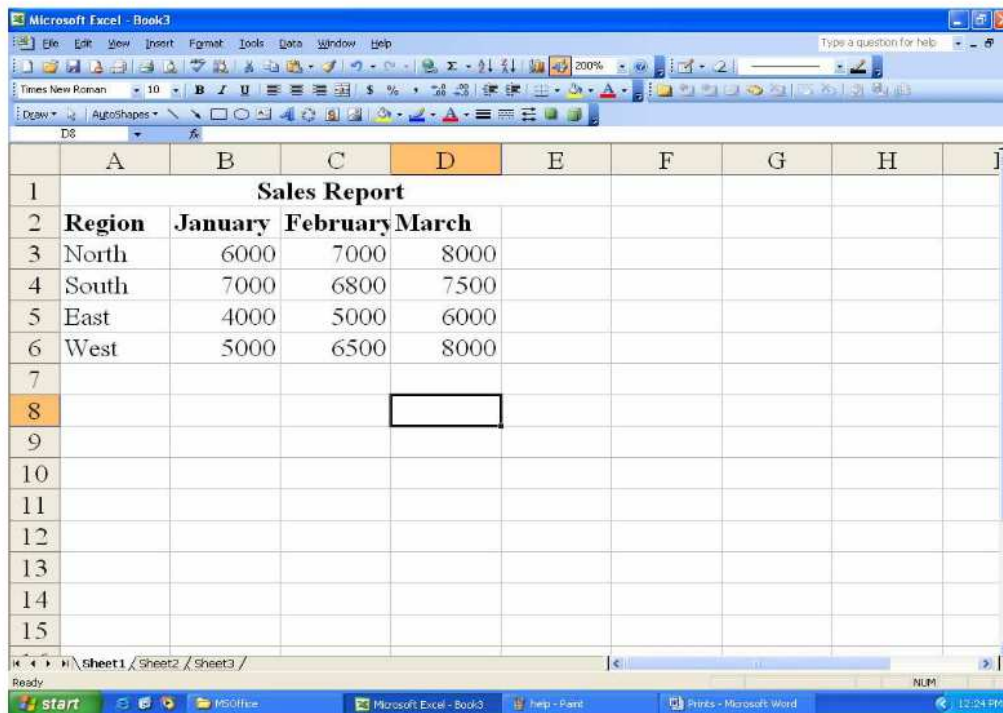 Microsoft Excel - Book3
File Edit View Insert Format Tools Data Window Help Type a question for help
200%
Times New Roman 10 B I U $ % ,
Draw AutoShapes
D8 fx
A B C D E F G H I
1 Sales Report
2 Region January February March
3 North 6000 7000 8000
4 South 7000 6800 7500
5 East 4000 5000 6000
6 West 5000 6500 8000
7
8
9
10
11
12
13
14
15
Sheet1 / Sheet2 / Sheet3 /
Ready NUM
start MSOffice Microsoft Excel - Book3 help - Paint Prints - Microsoft Word 12:24 PM